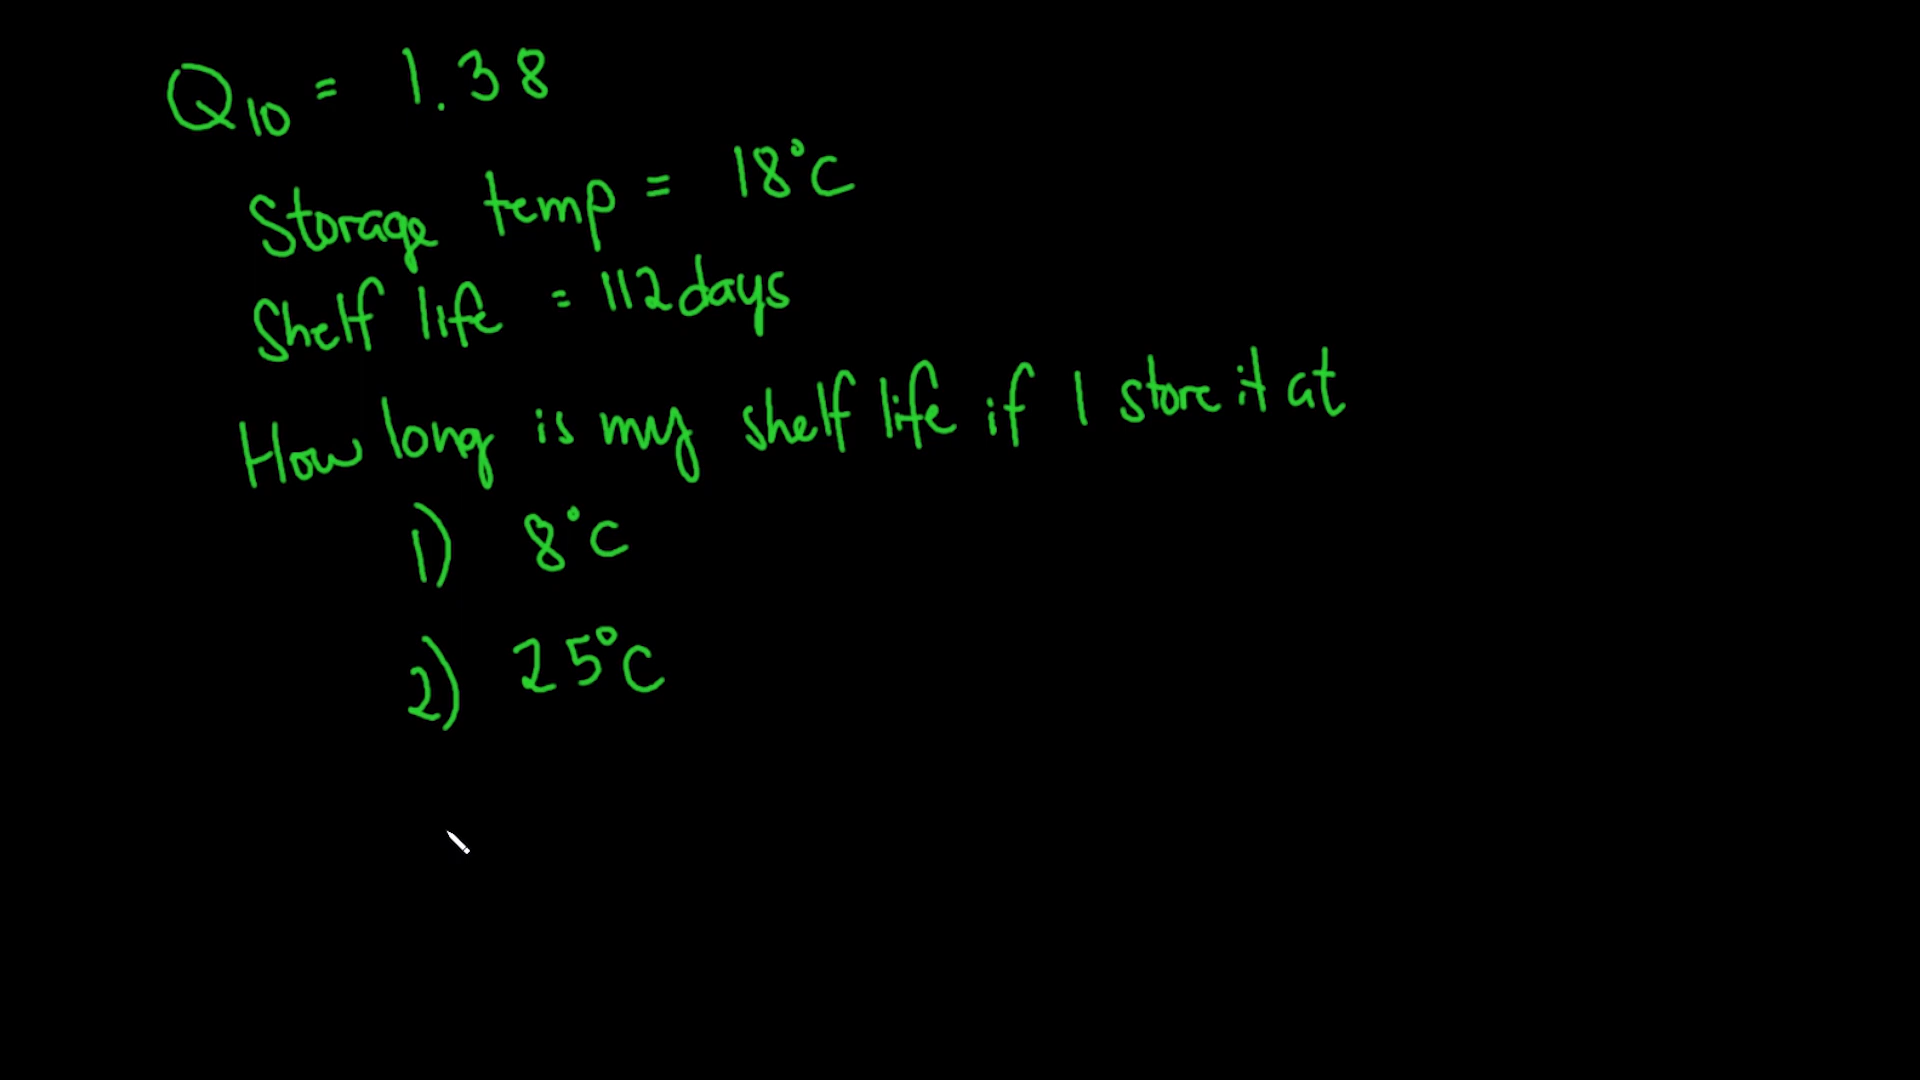 Q10 = 1.38
Storage temp = 18°C
Shelf life = 112 days
How long is my shelf life if I store it at
1) 8°C
2) 25°C